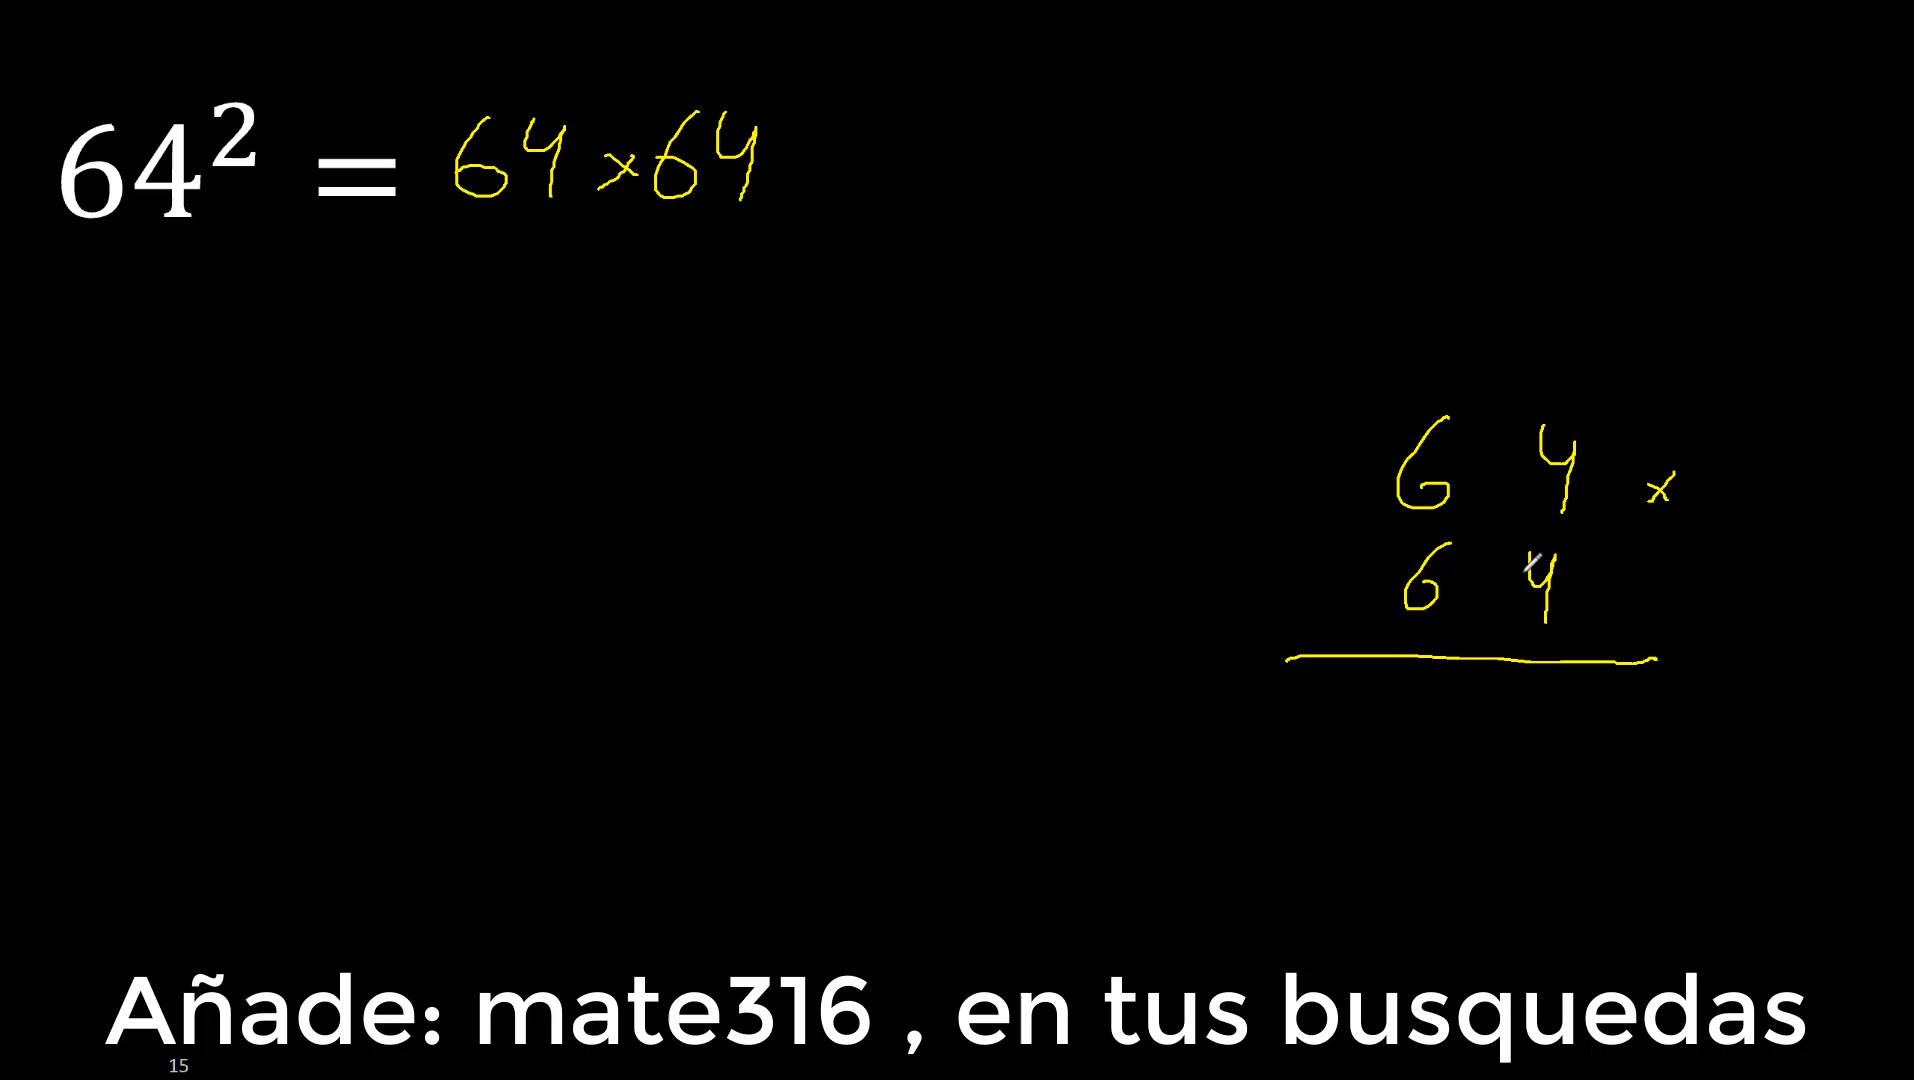 64² = 64 × 64
64 ×
64
Añade: mate316 , en tus busquedas
15